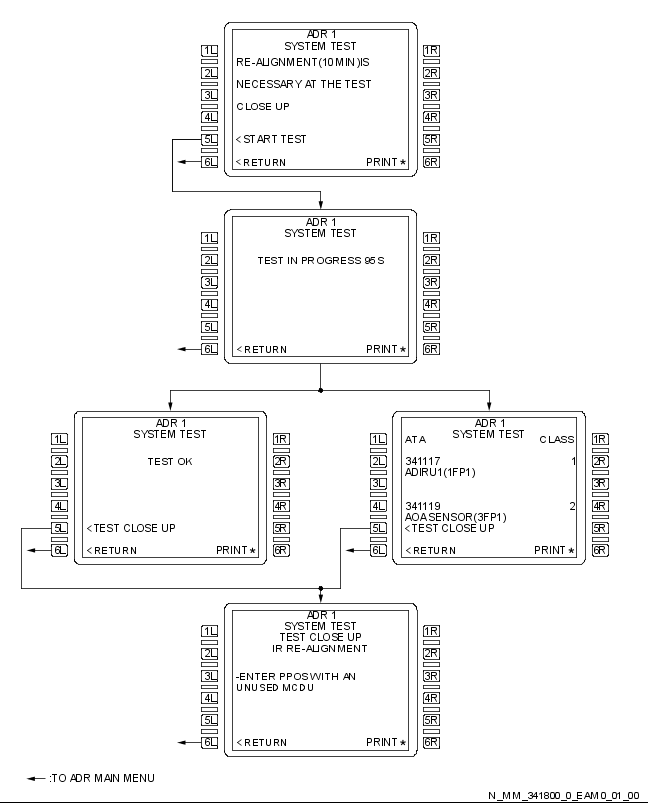 ADR 1
SYSTEM TEST
1L RE-ALIGNMENT(10MIN)IS 1R
2L NECESSARY AT THE TEST 2R
3L CLOSE UP 3R
4L 4R
5L <START TEST 5R
6L <RETURN PRINT* 6R
ADR 1
SYSTEM TEST
1L 1R
2L TEST IN PROGRESS 95S 2R
3L 3R
4L 4R
5L 5R
6L <RETURN PRINT* 6R
ADR 1
SYSTEM TEST
1L 1R
2L TEST OK 2R
3L 3R
4L 4R
5L <TEST CLOSE UP 5R
6L <RETURN PRINT* 6R
ADR 1
SYSTEM TEST
1L ATA CLASS 1R
2L 341117 1 2R
ADIRU1(1FP1)
3L 3R
4L 341119 2 4R
AOASENSOR(3FP1)
5L <TEST CLOSE UP 5R
6L <RETURN PRINT* 6R
ADR 1
SYSTEM TEST
1L TEST CLOSE UP 1R
2L IR RE-ALIGNMENT 2R
3L -ENTER PPOSWITH AN 3R
UNUSED MCDU
4L 4R
5L 5R
6L <RETURN PRINT* 6R
:TO ADR MAIN MENU
N_MM_341800_0_EAM0_01_00